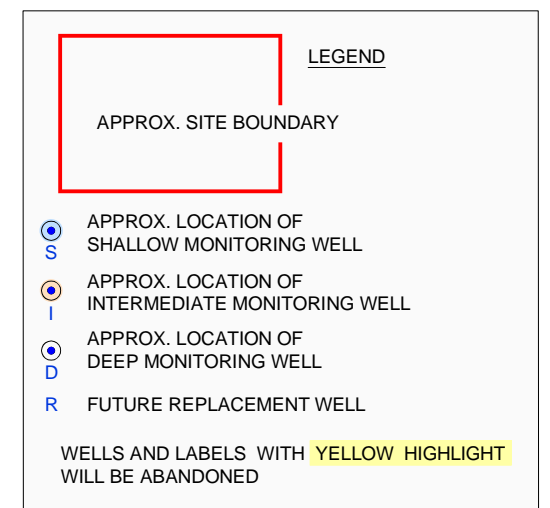 LEGEND
APPROX. SITE BOUNDARY
APPROX. LOCATION OF
SHALLOW MONITORING WELL
S
APPROX. LOCATION OF
INTERMEDIATE MONITORING WELL
I
APPROX. LOCATION OF
DEEP MONITORING WELL
D
R FUTURE REPLACEMENT WELL
WELLS AND LABELS WITH YELLOW HIGHLIGHT
WILL BE ABANDONED